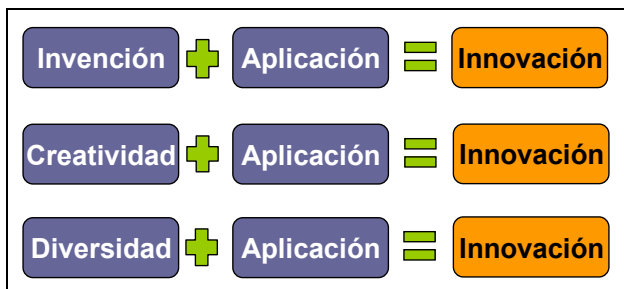 Invención + Aplicación = Innovación
Creatividad + Aplicación = Innovación
Diversidad + Aplicación = Innovación